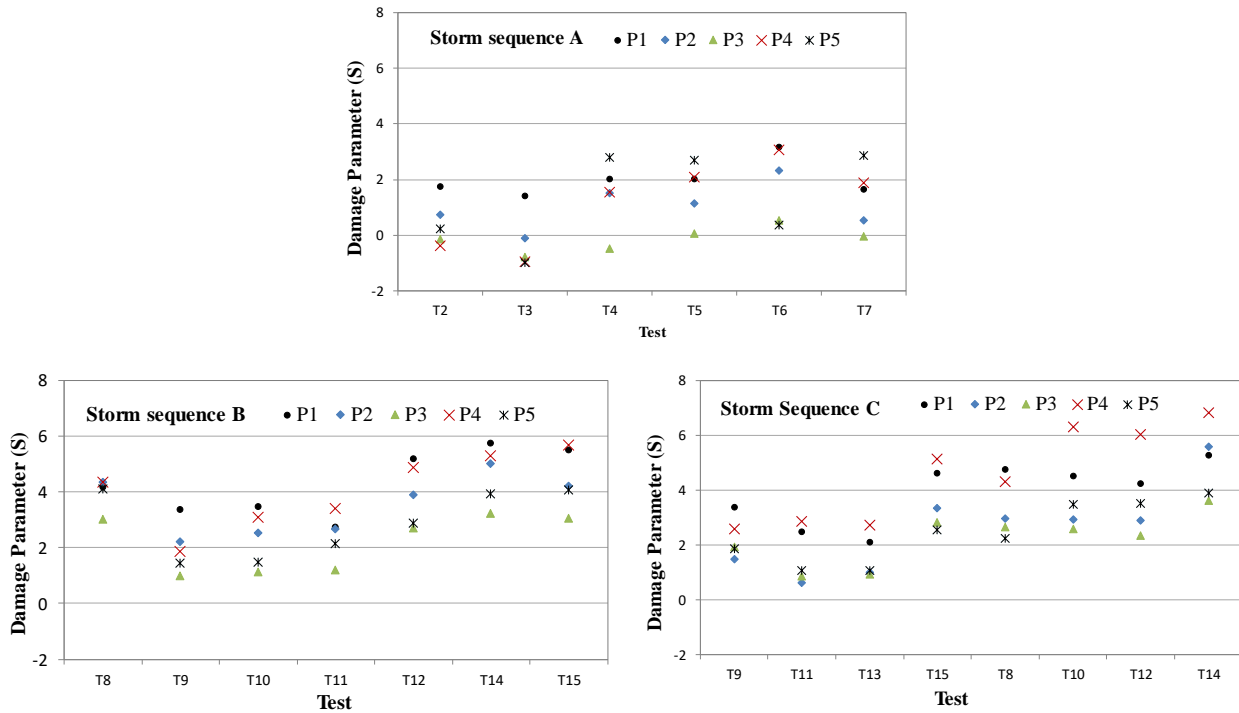 8
Storm sequence A P1 P2 P3 P4 P5
6
4
2
0
-2
Damage Parameter (S)
T2 T3 T4 T5 T6 T7
Test
8
Storm sequence B P1 P2 P3 P4 P5
6
4
2
0
-2
Damage Parameter (S)
T8 T9 T10 T11 T12 T14 T15
Test
8
Storm Sequence C P1 P2 P3 P4 P5
6
4
2
0
-2
Damage Parameter (S)
T9 T11 T13 T15 T8 T10 T12 T14
Test